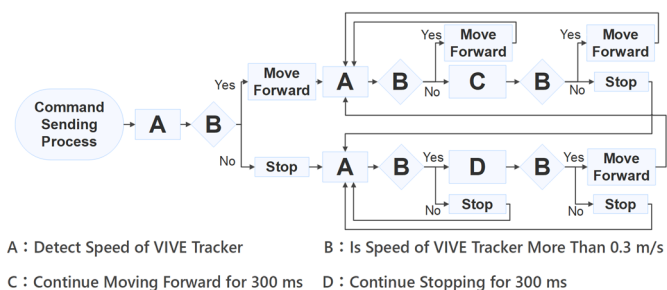 Command
Sending
Process
A
B
Yes
Move
Forward
A
B
Yes
Move
Forward
No
C
B
Yes
Move
Forward
No
Stop
No
Stop
A
B
Yes
D
B
Yes
Move
Forward
No
Stop
No
Stop
A：Detect Speed of VIVE Tracker
B：Is Speed of VIVE Tracker More Than 0.3 m/s
C：Continue Moving Forward for 300 ms
D：Continue Stopping for 300 ms